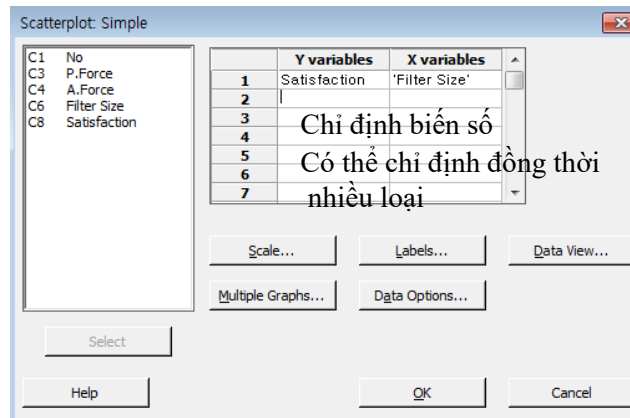 Scatterplot: Simple
C1 No
C3 P.Force
C4 A.Force
C6 Filter Size
C8 Satisfaction
Y variables X variables
1 Satisfaction 'Filter Size'
2
3
4
5
6
7
Chỉ định biến số
Có thể chỉ định đồng thời
nhiều loại
Scale... Labels... Data View...
Multiple Graphs... Data Options...
Select
Help OK Cancel